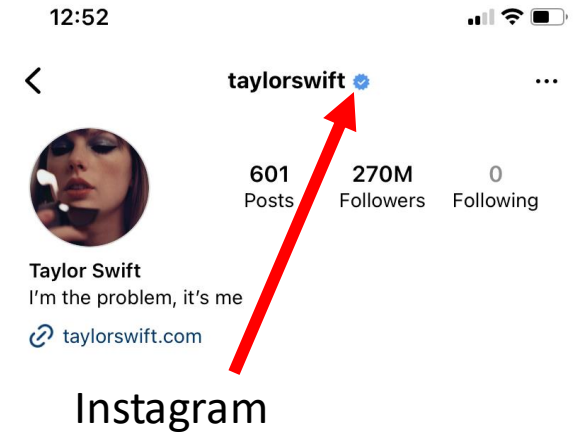 12:52
taylorswift
601 270M 0
Posts Followers Following
Taylor Swift
I’m the problem, it’s me
taylorswift.com
Instagram